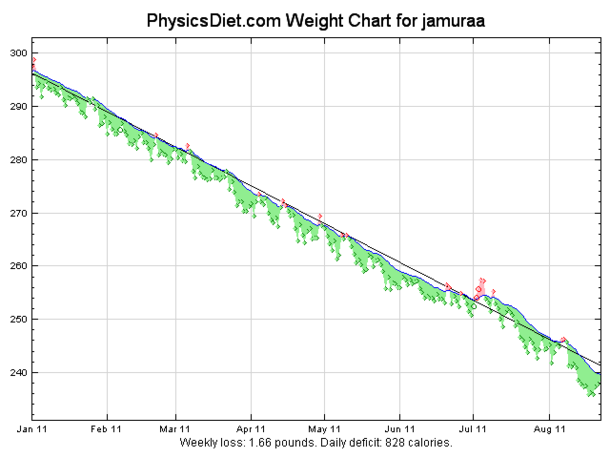 PhysicsDiet.com Weight Chart for jamuraa
300
290
280
270
260
250
240
Jan 11 Feb 11 Mar 11 Apr 11 May 11 Jun 11 Jul 11 Aug 11
Weekly loss: 1.66 pounds. Daily deficit: 828 calories.